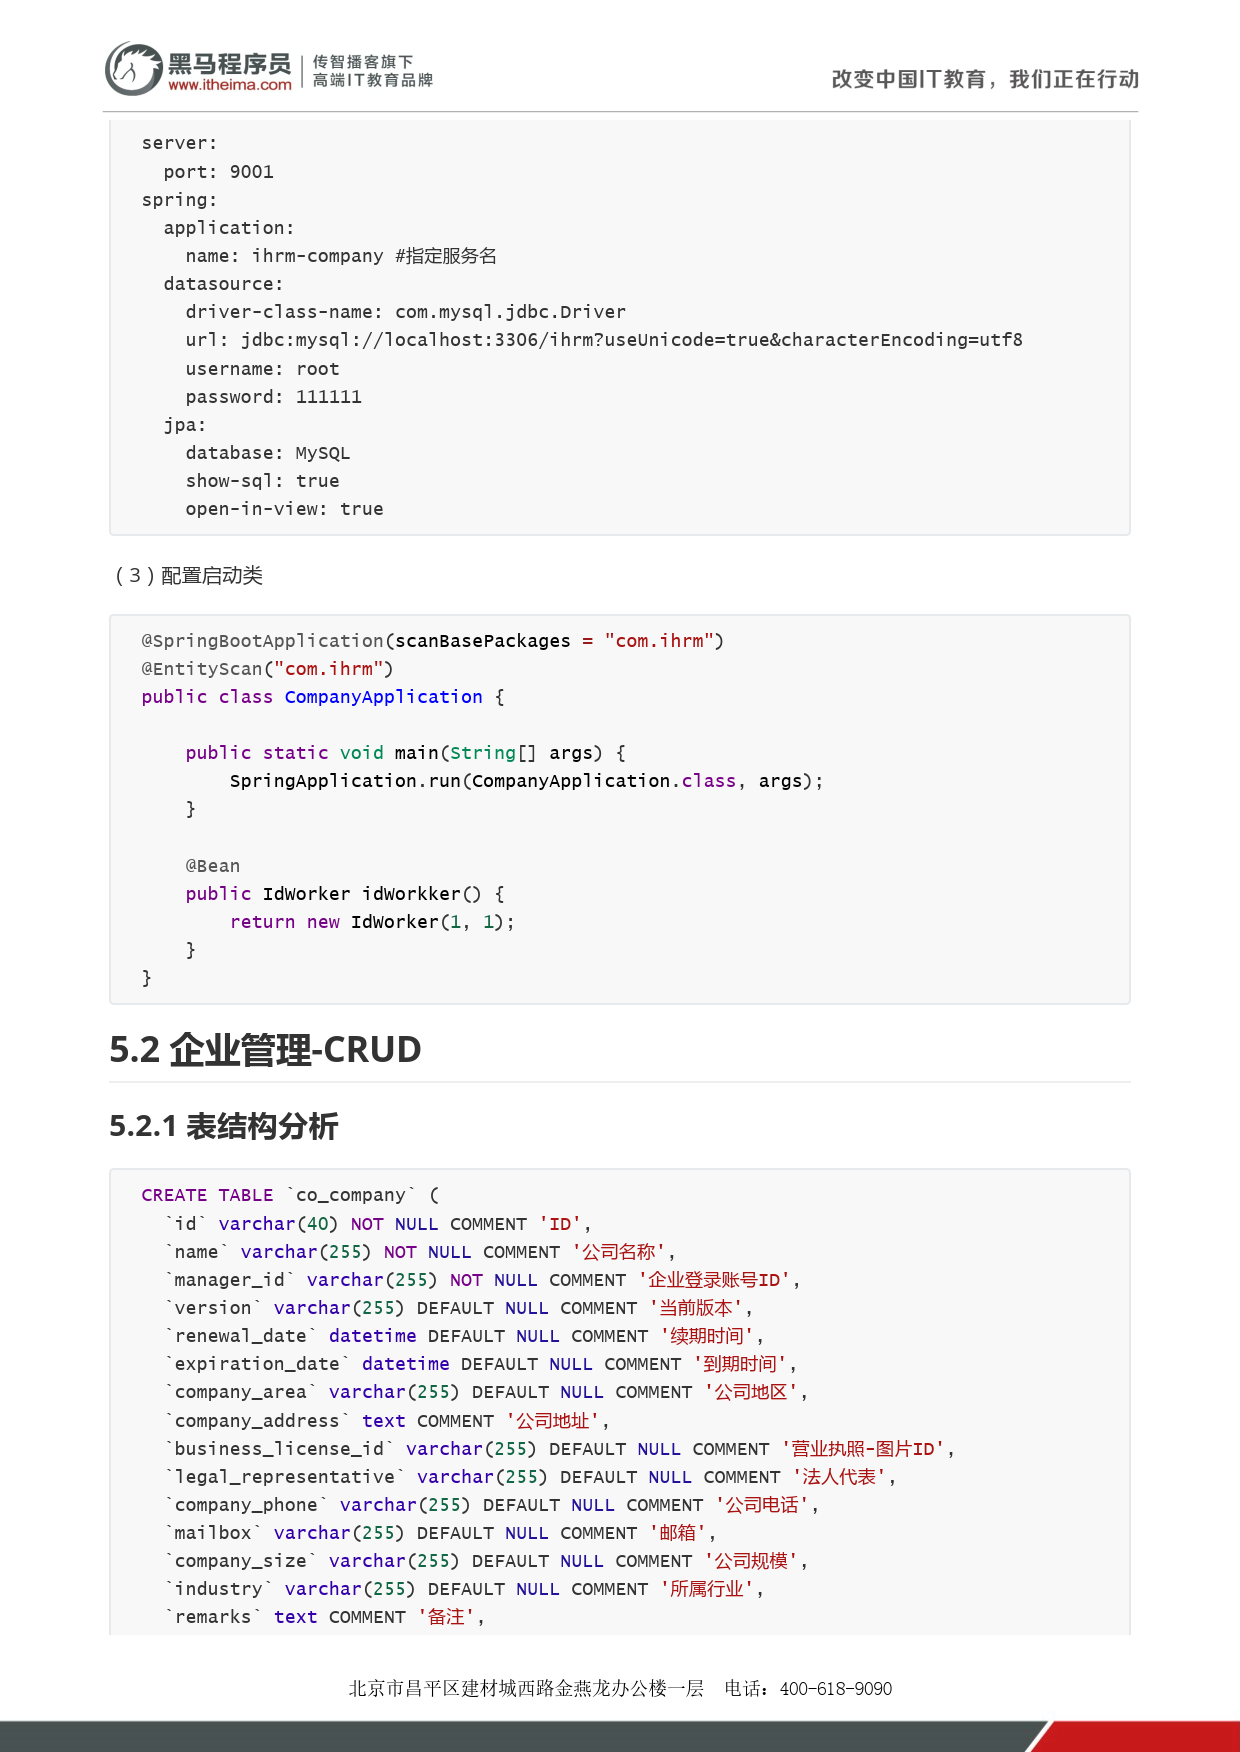 黑马程序员
www.itheima.com
传智播客旗下
高端IT教育品牌
改变中国IT教育，我们正在行动
server:
  port: 9001
spring:
  application:
    name: ihrm-company #指定服务名
  datasource:
    driver-class-name: com.mysql.jdbc.Driver
    url: jdbc:mysql://localhost:3306/ihrm?useUnicode=true&characterEncoding=utf8
    username: root
    password: 111111
  jpa:
    database: MySQL
    show-sql: true
    open-in-view: true
（3）配置启动类
@SpringBootApplication(scanBasePackages = "com.ihrm")
@EntityScan("com.ihrm")
public class CompanyApplication {
    public static void main(String[] args) {
        SpringApplication.run(CompanyApplication.class, args);
    }
    @Bean
    public IdWorker idWorkker() {
        return new IdWorker(1, 1);
    }
}
5.2 企业管理-CRUD
5.2.1 表结构分析
CREATE TABLE `co_company` (
  `id` varchar(40) NOT NULL COMMENT 'ID',
  `name` varchar(255) NOT NULL COMMENT '公司名称',
  `manager_id` varchar(255) NOT NULL COMMENT '企业登录账号ID',
  `version` varchar(255) DEFAULT NULL COMMENT '当前版本',
  `renewal_date` datetime DEFAULT NULL COMMENT '续期时间',
  `expiration_date` datetime DEFAULT NULL COMMENT '到期时间',
  `company_area` varchar(255) DEFAULT NULL COMMENT '公司地区',
  `company_address` text COMMENT '公司地址',
  `business_license_id` varchar(255) DEFAULT NULL COMMENT '营业执照-图片ID',
  `legal_representative` varchar(255) DEFAULT NULL COMMENT '法人代表',
  `company_phone` varchar(255) DEFAULT NULL COMMENT '公司电话',
  `mailbox` varchar(255) DEFAULT NULL COMMENT '邮箱',
  `company_size` varchar(255) DEFAULT NULL COMMENT '公司规模',
  `industry` varchar(255) DEFAULT NULL COMMENT '所属行业',
  `remarks` text COMMENT '备注',
北京市昌平区建材城西路金燕龙办公楼一层 电话：400-618-9090